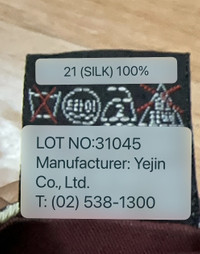 21 (SILK) 100%
LOT NO:31045
Manufacturer: Yejin
Co., Ltd.
T: (02) 538-1300